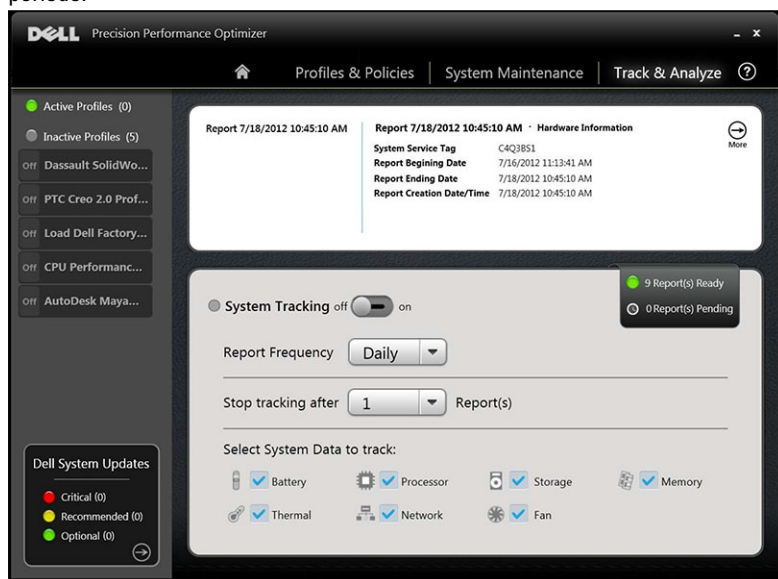 DELL Precision Performance Optimizer
Profiles & Policies System Maintenance Track & Analyze ?
Active Profiles (0)
Inactive Profiles (5)
Off Dassault SolidWo...
Off PTC Creo 2.0 Prof...
Off Load Dell Factory...
Off CPU Performanc...
Off AutoDesk Maya...
Report 7/18/2012 10:45:10 AM
Report 7/18/2012 10:45:10 AM · Hardware Information
System Service Tag C4Q3BS1
Report Begining Date 7/16/2012 11:13:41 AM
Report Ending Date 7/18/2012 10:45:10 AM
Report Creation Date/Time 7/18/2012 10:45:10 AM
More
9 Report(s) Ready
0 Report(s) Pending
System Tracking off on
Report Frequency Daily
Stop tracking after 1 Report(s)
Select System Data to track:
Battery Processor Storage Memory
Thermal Network Fan
Dell System Updates
Critical (0)
Recommended (0)
Optional (0)